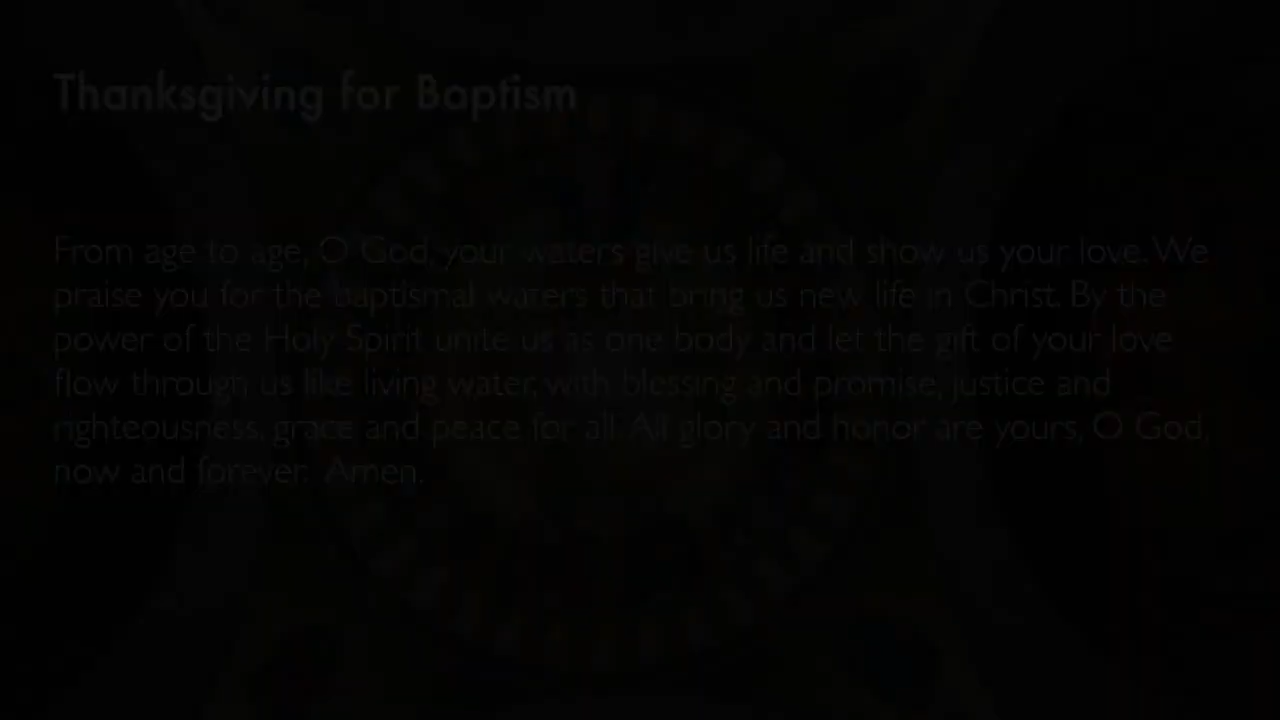 Thanksgiving for Baptism
From age to age, O God, your waters give us life and show us your love. We
praise you for the baptismal waters that bring us new life in Christ. By the
power of the Holy Spirit unite us as one body and let the gift of your love
flow through us like living water, with blessing and promise, justice and
righteousness, grace and peace for all. All glory and honor are yours, O God,
now and forever. Amen.